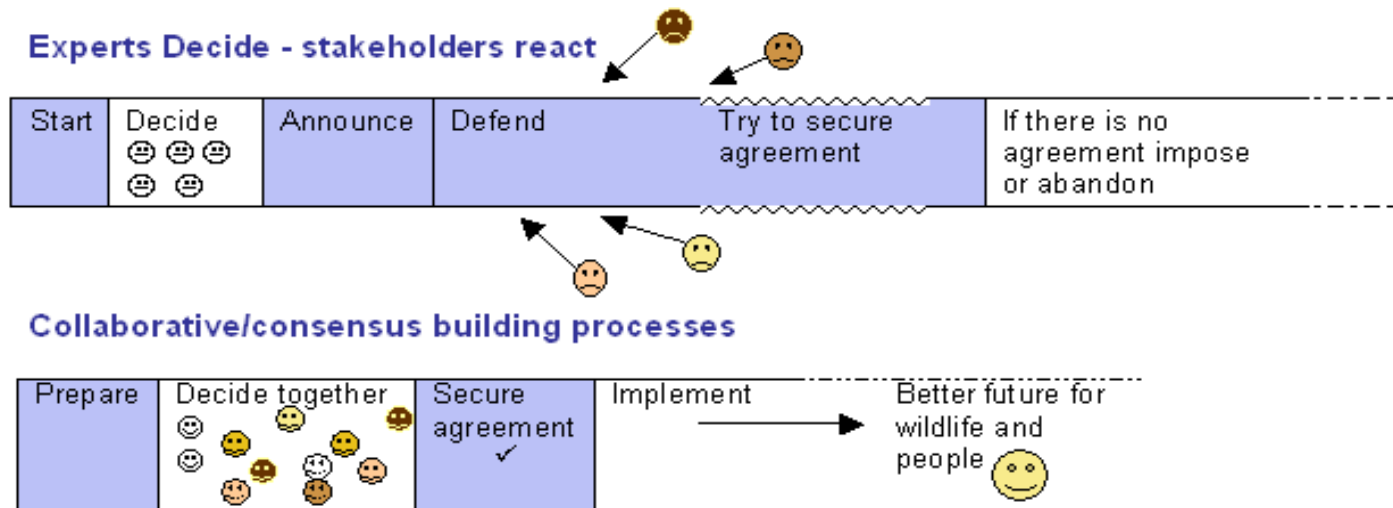 Experts Decide - stakeholders react
Start
Decide
Announce
Defend
Try to secure
agreement
If there is no
agreement impose
or abandon
Collaborative/consensus building processes
Prepare
Decide together
Secure
agreement
Implement
Better future for
wildlife and
people